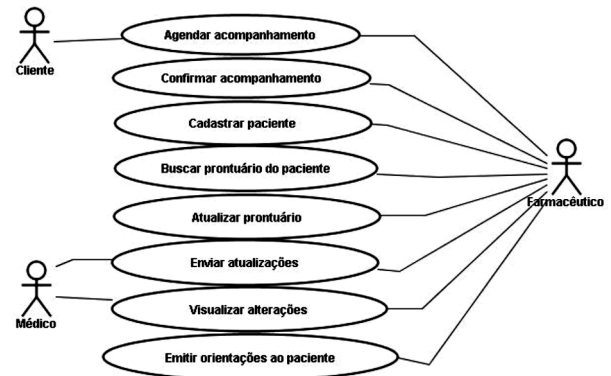 Agendar acompanhamento
Cliente
Confirmar acompanhamento
Cadastrar paciente
Buscar prontuário do paciente
Farmacéutico
Atualizar prontuário
Enviar atualizações
Visualizar alterações
Médico
Emitir orientações ao paciente